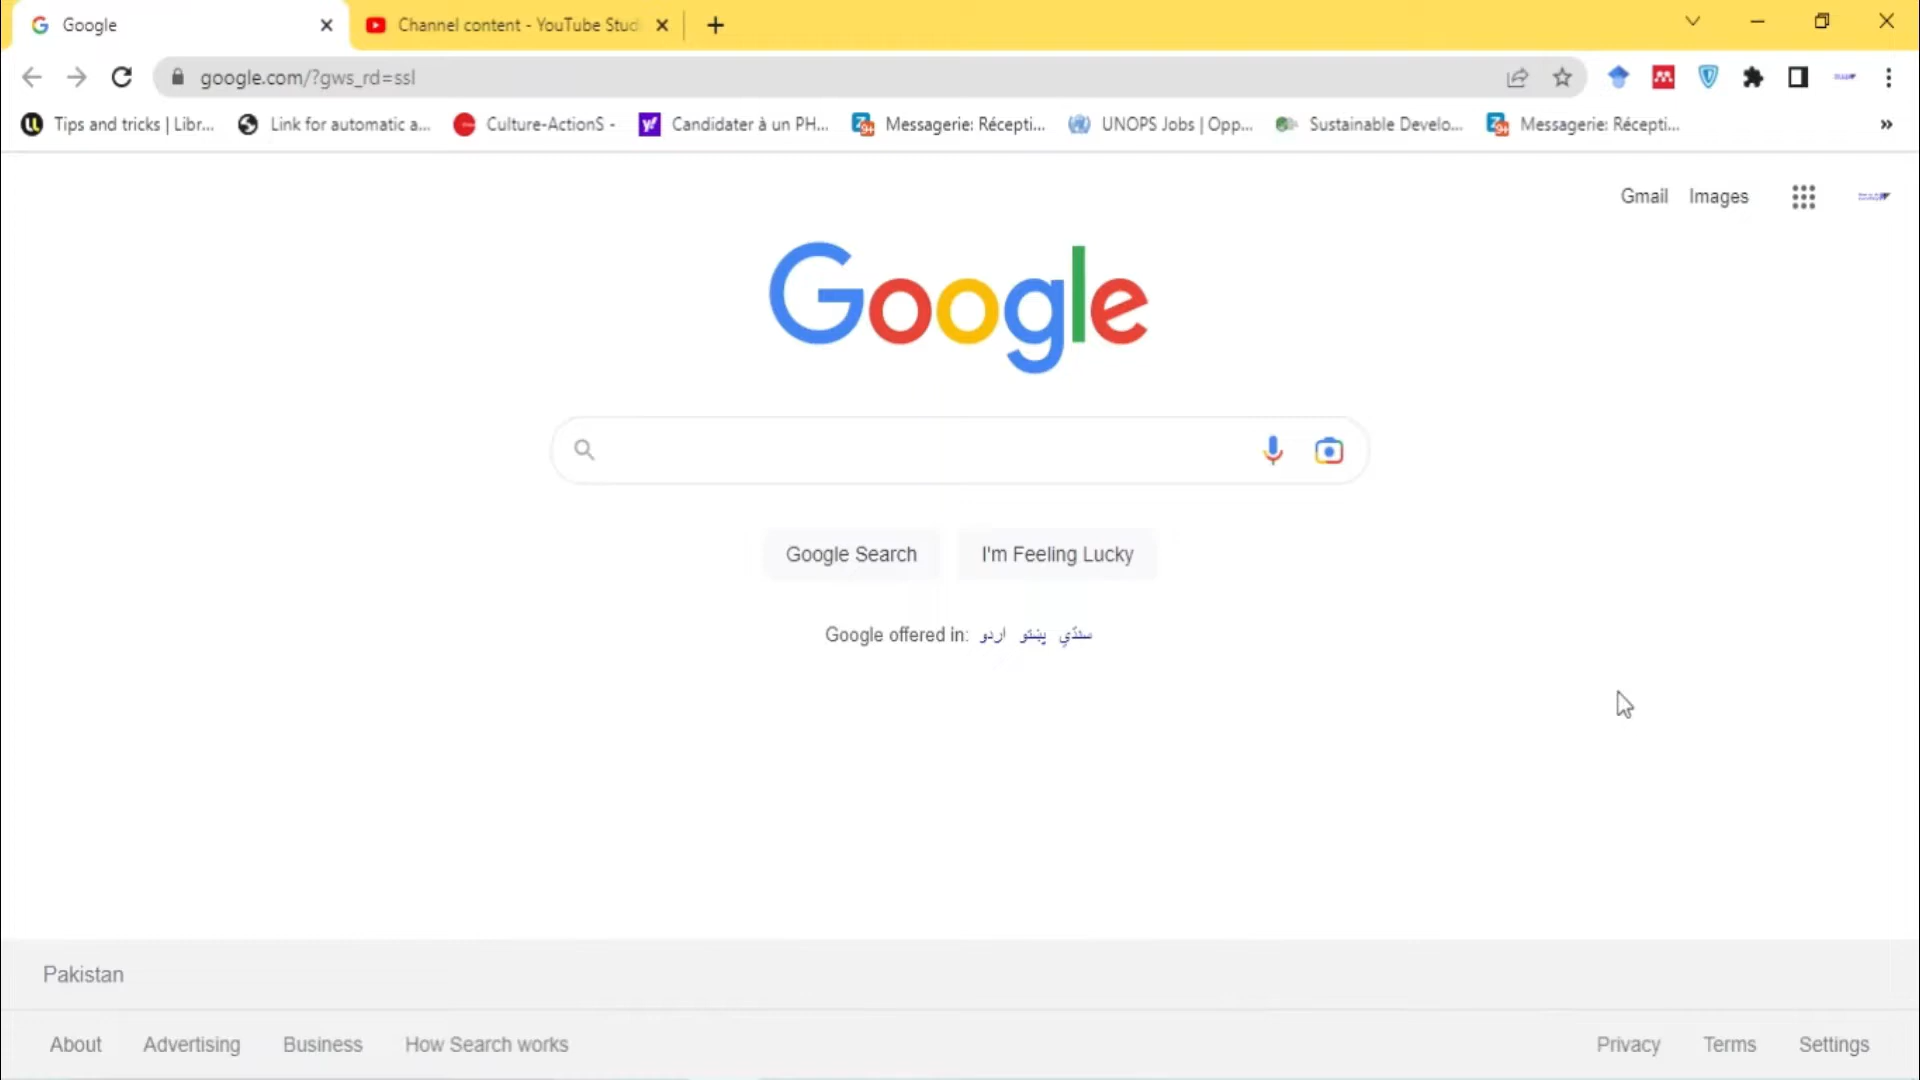 Google Channel content - YouTube Stud
google.com/?gws_rd=ssl
Tips and tricks | Libr... Link for automatic a... Culture-ActionS - Candidater à un PH... Messagerie: Récepti... UNOPS Jobs | Opp... Sustainable Develo... Messagerie: Récepti... »
Gmail Images
Google
Google Search I'm Feeling Lucky
Google offered in: اردو پښتو سنڌي
Pakistan
About Advertising Business How Search works Privacy Terms Settings